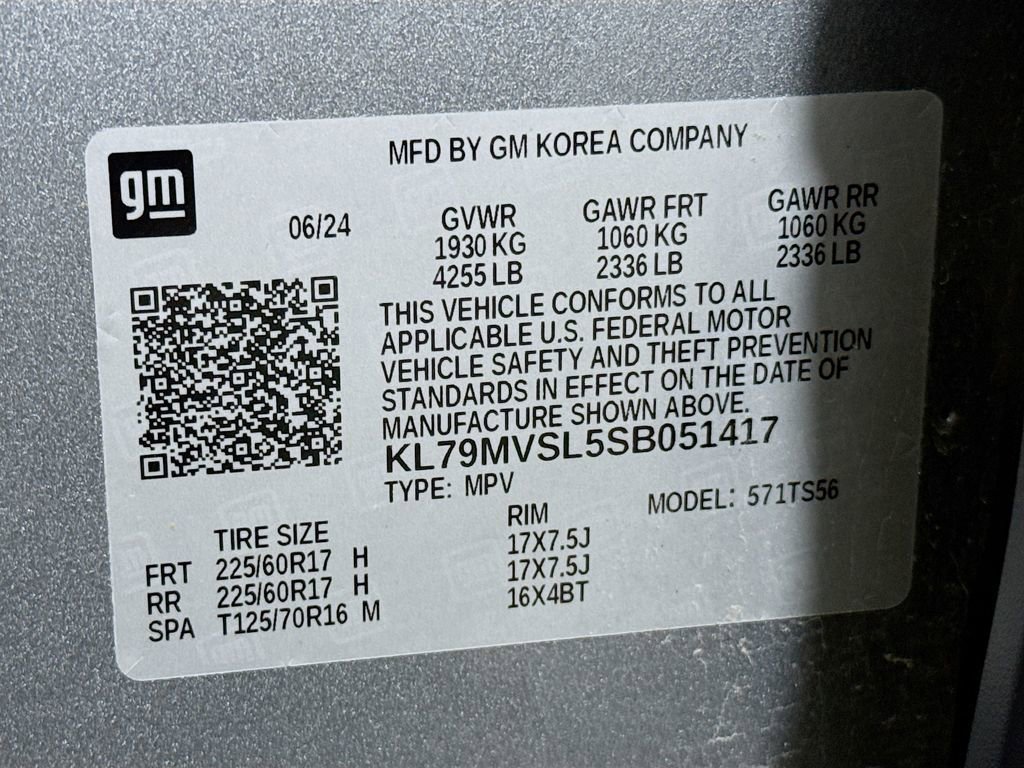 gm
MFD BY GM KOREA COMPANY
06/24 GVWR GAWR FRT GAWR RR
1930 KG 1060 KG 1060 KG
4255 LB 2336 LB 2336 LB
THIS VEHICLE CONFORMS TO ALL
APPLICABLE U.S. FEDERAL MOTOR
VEHICLE SAFETY AND THEFT PREVENTION
STANDARDS IN EFFECT ON THE DATE OF
MANUFACTURE SHOWN ABOVE.
KL79MVSL5SB051417
TYPE: MPV MODEL: 571TS56
TIRE SIZE RIM
FRT 225/60R17 H 17X7.5J
RR 225/60R17 H 17X7.5J
SPA T125/70R16 M 16X4BT